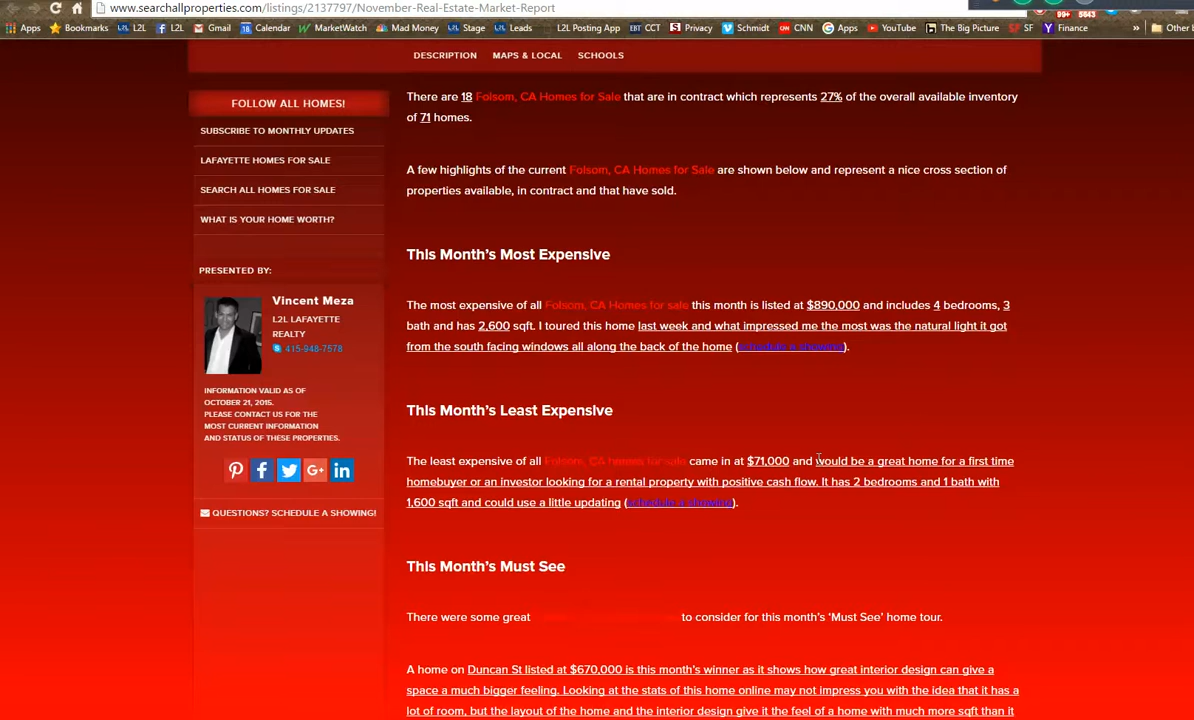 www.searchallproperties.com/listings/2137797/November-Real-Estate-Market-Report
Apps Bookmarks L2L L2L Gmail Calendar MarketWatch Mad Money Stage Leads L2L Posting App CCT Privacy Schmidt CNN Apps YouTube The Big Picture SF Finance » Other
DESCRIPTION MAPS & LOCAL SCHOOLS
FOLLOW ALL HOMES!
SUBSCRIBE TO MONTHLY UPDATES
LAFAYETTE HOMES FOR SALE
SEARCH ALL HOMES FOR SALE
WHAT IS YOUR HOME WORTH?
PRESENTED BY:
Vincent Meza
L2L LAFAYETTE
REALTY
415-948-7578
INFORMATION VALID AS OF
OCTOBER 21, 2015.
PLEASE CONTACT US FOR THE
MOST CURRENT INFORMATION
AND STATUS OF THESE PROPERTIES.
QUESTIONS? SCHEDULE A SHOWING!
There are 18 Folsom, CA Homes for Sale that are in contract which represents 27% of the overall available inventory
of 71 homes.
A few highlights of the current Folsom, CA Homes for Sale are shown below and represent a nice cross section of
properties available, in contract and that have sold.
This Month's Most Expensive
The most expensive of all Folsom, CA Homes for sale this month is listed at $890,000 and includes 4 bedrooms, 3
bath and has 2,600 sqft. I toured this home last week and what impressed me the most was the natural light it got
from the south facing windows all along the back of the home (schedule a showing).
This Month's Least Expensive
The least expensive of all Folsom, CA homes for sale came in at $71,000 and would be a great home for a first time
homebuyer or an investor looking for a rental property with positive cash flow. It has 2 bedrooms and 1 bath with
1,600 sqft and could use a little updating (schedule a showing).
This Month's Must See
There were some great to consider for this month's 'Must See' home tour.
A home on Duncan St listed at $670,000 is this month's winner as it shows how great interior design can give a
space a much bigger feeling. Looking at the stats of this home online may not impress you with the idea that it has a
lot of room, but the layout of the home and the interior design give it the feel of a home with much more sqft than it